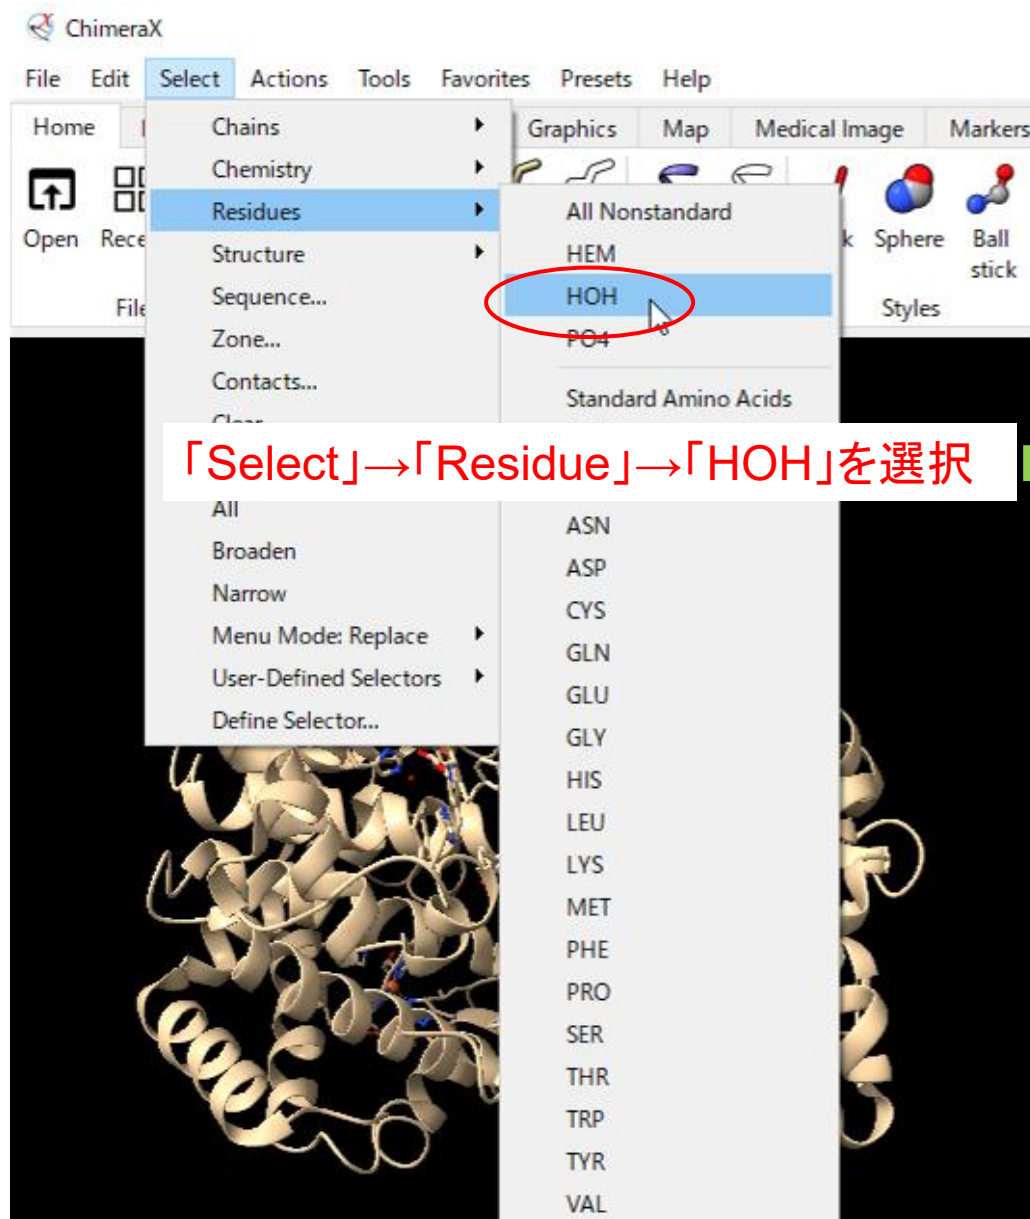 ChimeraX
File Edit Select Actions Tools Favorites Presets Help
Home Graphics Map Medical Image Markers
Open
Sphere
Ball
stick
Styles
Chains
Chemistry
Residues
Structure
Sequence...
Zone...
Contacts...
Clear
All
Broaden
Narrow
Menu Mode: Replace
User-Defined Selectors
Define Selector...
All Nonstandard
HEM
HOH
PO4
Standard Amino Acids
「Select」→「Residue」→「HOH」を選択
ASN
ASP
CYS
GLN
GLU
GLY
HIS
LEU
LYS
MET
PHE
PRO
SER
THR
TRP
TYR
VAL